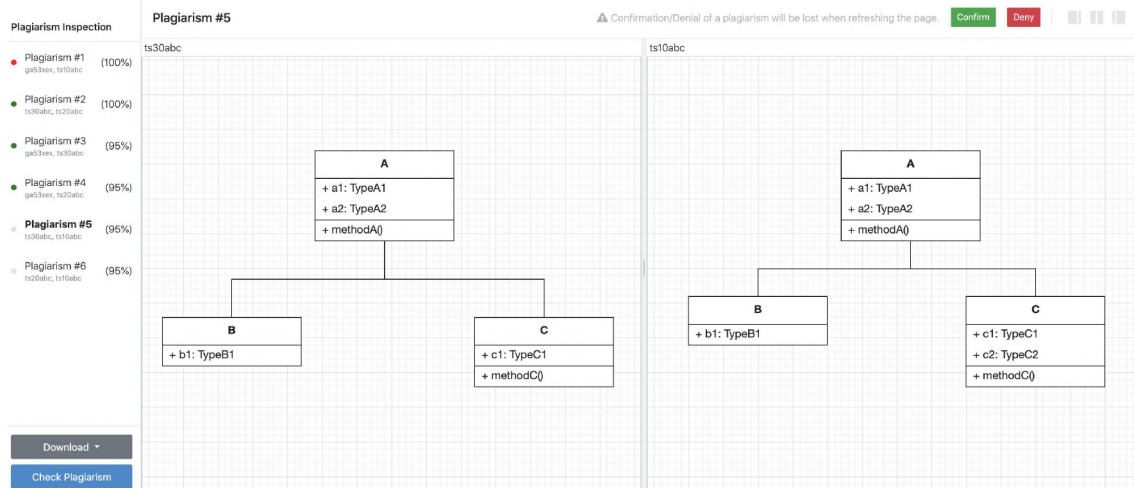 Plagiarism Inspection
Plagiarism #1 (100%)
ga53xex, ts10abc
Plagiarism #2 (100%)
ts30abc, ts20abc
Plagiarism #3 (95%)
ga53xex, ts30abc
Plagiarism #4 (95%)
ga53xex, ts20abc
Plagiarism #5 (95%)
ts30abc, ts10abc
Plagiarism #6 (95%)
ts20abc, ts10abc
Download
Check Plagiarism
Plagiarism #5
Confirmation/Denial of a plagiarism will be lost when refreshing the page.
Confirm
Deny
ts30abc
A
+ a1: TypeA1
+ a2: TypeA2
+ methodA()
B
+ b1: TypeB1
C
+ c1: TypeC1
+ methodC()
ts10abc
A
+ a1: TypeA1
+ a2: TypeA2
+ methodA()
B
+ b1: TypeB1
C
+ c1: TypeC1
+ c2: TypeC2
+ methodC()